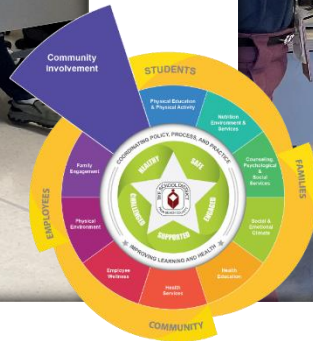 Community
Involvement
STUDENTS
FAMILIES
COMMUNITY
EMPLOYEES
Physical Education
& Physical Activity
Nutrition
Environment &
Services
Counseling,
Psychological
&
Social
Services
Social &
Emotional
Climate
Health
Education
Health
Services
Employee
Wellness
Physical
Environment
Family
Engagement
COORDINATING POLICY, PROCESS, AND PRACTICE
IMPROVING LEARNING AND HEALTH
HEALTHY
SAFE
ENGAGED
SUPPORTED
CHALLENGED